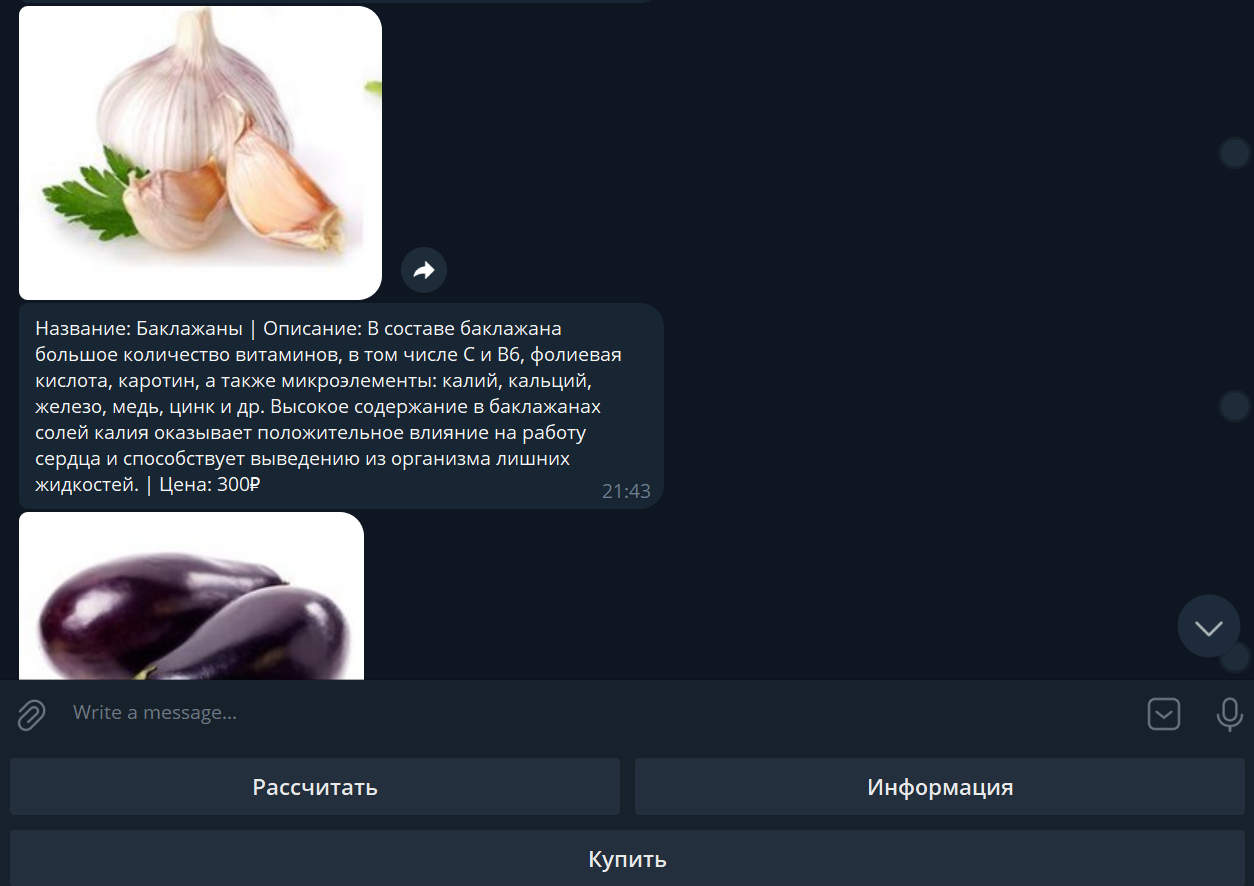 Название: Баклажаны | Описание: В составе баклажана
большое количество витаминов, в том числе С и В6, фолиевая
кислота, каротин, а также микроэлементы: калий, кальций,
железо, медь, цинк и др. Высокое содержание в баклажанах
солей калия оказывает положительное влияние на работу
сердца и способствует выведению из организма лишних
жидкостей. | Цена: 300₽
21:43
Write a message...
Рассчитать
Информация
Купить